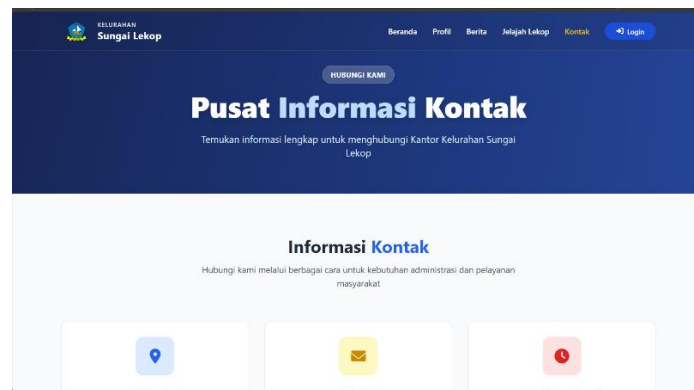 KELURAHAN
Sungai Lekop
Beranda Profil Berita Jelajah Lekop Kontak Login
HUBUNGI KAMI
Pusat Informasi Kontak
Temukan informasi lengkap untuk menghubungi Kantor Kelurahan Sungai
Lekop
Informasi Kontak
Hubungi kami melalui berbagai cara untuk kebutuhan administrasi dan pelayanan
masyarakat